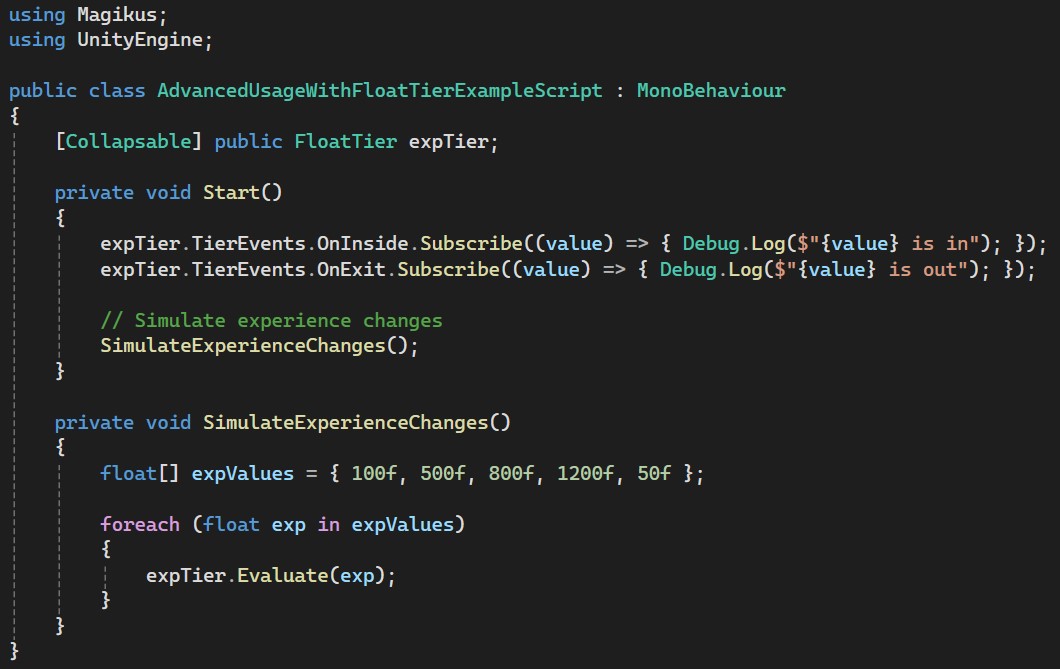 using Magikus;
using UnityEngine;

public class AdvancedUsageWithFloatTierExampleScript : MonoBehaviour
{
    [Collapsable] public FloatTier expTier;

    private void Start()
    {
        expTier.TierEvents.OnInside.Subscribe((value) => { Debug.Log($"{value} is in"); });
        expTier.TierEvents.OnExit.Subscribe((value) => { Debug.Log($"{value} is out"); });

        // Simulate experience changes
        SimulateExperienceChanges();
    }

    private void SimulateExperienceChanges()
    {
        float[] expValues = { 100f, 500f, 800f, 1200f, 50f };

        foreach (float exp in expValues)
        {
            expTier.Evaluate(exp);
        }
    }
}